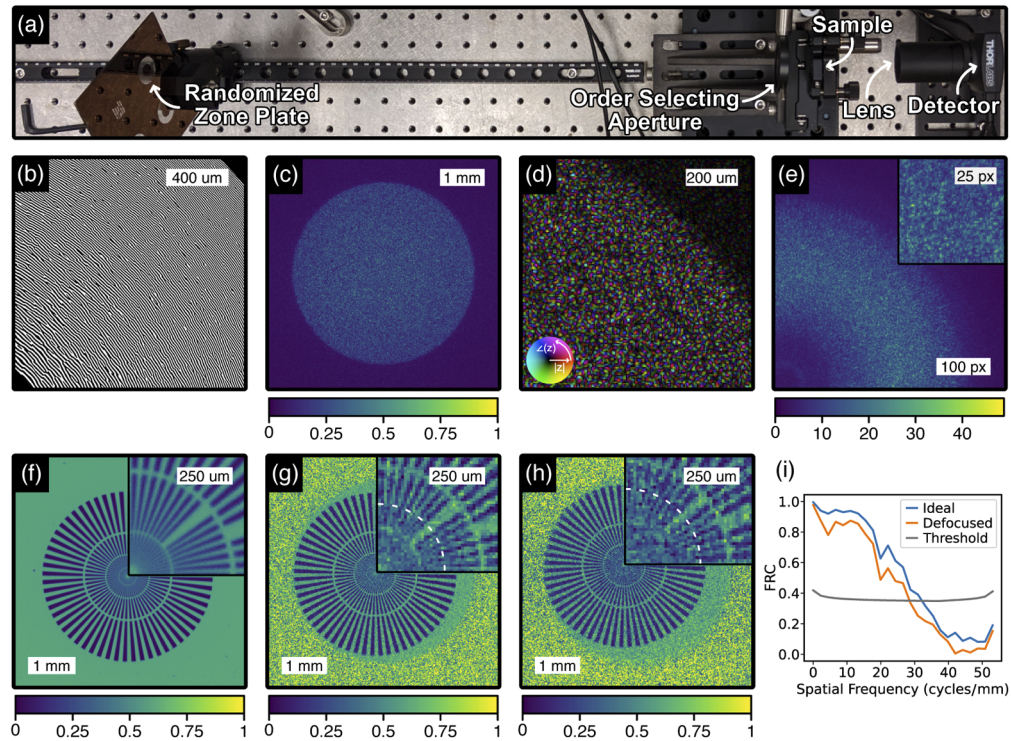 (a)
Randomized
Zone Plate
Order Selecting
Aperture
Sample
Lens
Detector
THORLABS
(b)
400 um
(c)
1 mm
0 0.25 0.5 0.75 1
(d)
200 um
∠(z)
|z|
(e)
25 px
100 px
0 10 20 30 40
(f)
250 um
1 mm
0 0.25 0.5 0.75 1
(g)
250 um
1 mm
0 0.25 0.5 0.75 1
(h)
250 um
1 mm
0 0.25 0.5 0.75 1
(i)
Ideal
Defocused
Threshold
FRC
1.0
0.8
0.6
0.4
0.2
0.0
0 10 20 30 40 50
Spatial Frequency (cycles/mm)